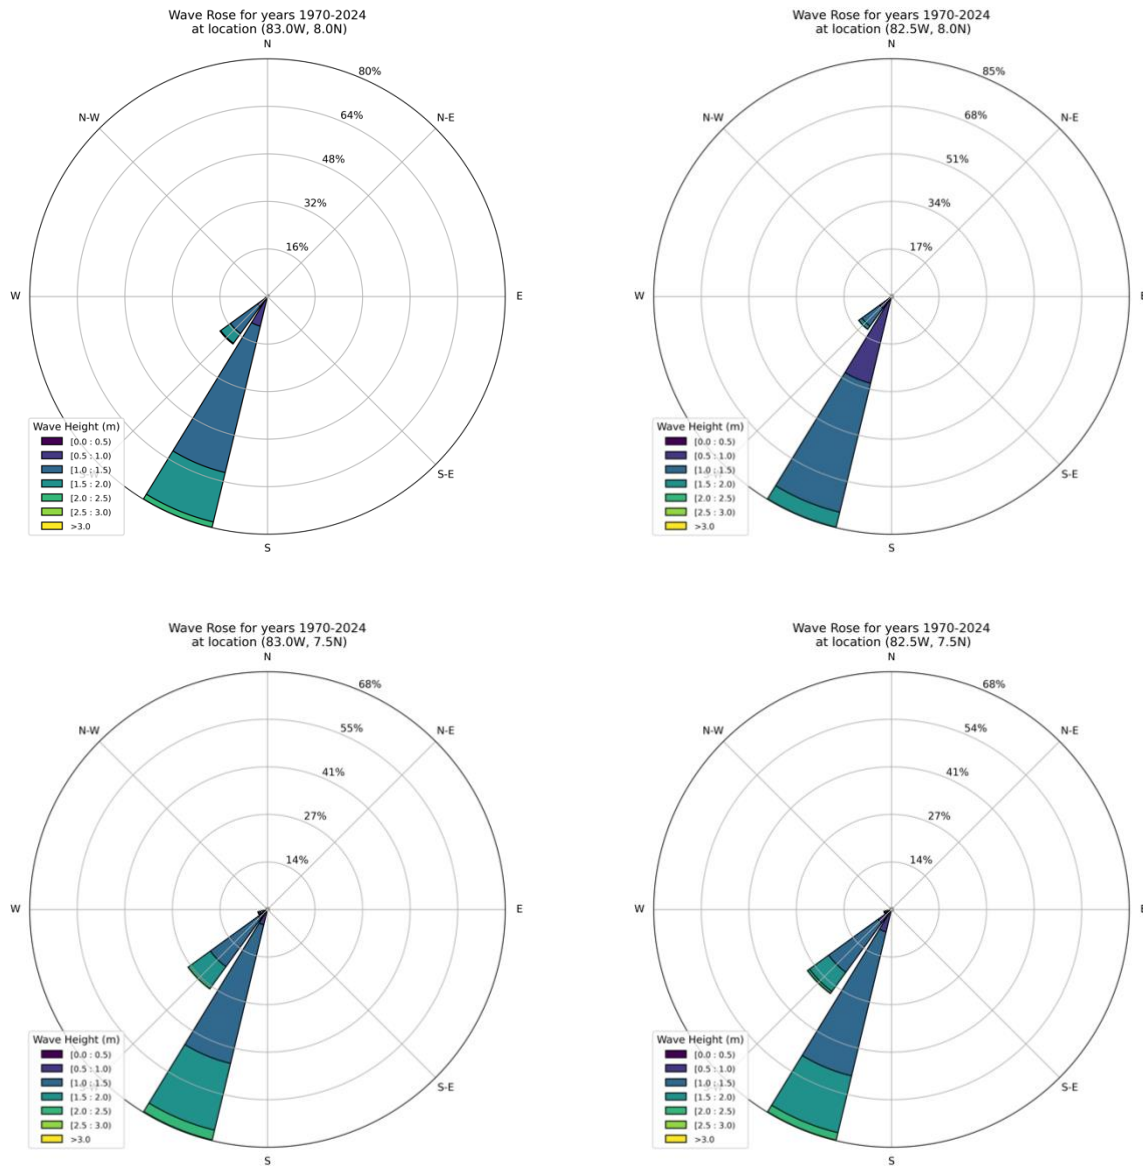 Wave Rose for years 1970-2024
at location (83.0W, 8.0N)
N
80%
N-W
64%
N-E
48%
32%
16%
W
E
Wave Height (m)
[0.0 : 0.5)
[0.5 : 1.0)
[1.0 : 1.5)
[1.5 : 2.0)
[2.0 : 2.5)
[2.5 : 3.0)
>3.0
S-E
S
Wave Rose for years 1970-2024
at location (82.5W, 8.0N)
N
85%
N-W
68%
N-E
51%
34%
17%
W
E
Wave Height (m)
[0.0 : 0.5)
[0.5 : 1.0)
[1.0 : 1.5)
[1.5 : 2.0)
[2.0 : 2.5)
[2.5 : 3.0)
>3.0
S-E
S
Wave Rose for years 1970-2024
at location (83.0W, 7.5N)
N
68%
N-W
55%
N-E
41%
27%
14%
W
E
Wave Height (m)
[0.0 : 0.5)
[0.5 : 1.0)
[1.0 : 1.5)
[1.5 : 2.0)
[2.0 : 2.5)
[2.5 : 3.0)
>3.0
S-E
S
Wave Rose for years 1970-2024
at location (82.5W, 7.5N)
N
68%
N-W
54%
N-E
41%
27%
14%
W
E
Wave Height (m)
[0.0 : 0.5)
[0.5 : 1.0)
[1.0 : 1.5)
[1.5 : 2.0)
[2.0 : 2.5)
[2.5 : 3.0)
>3.0
S-E
S